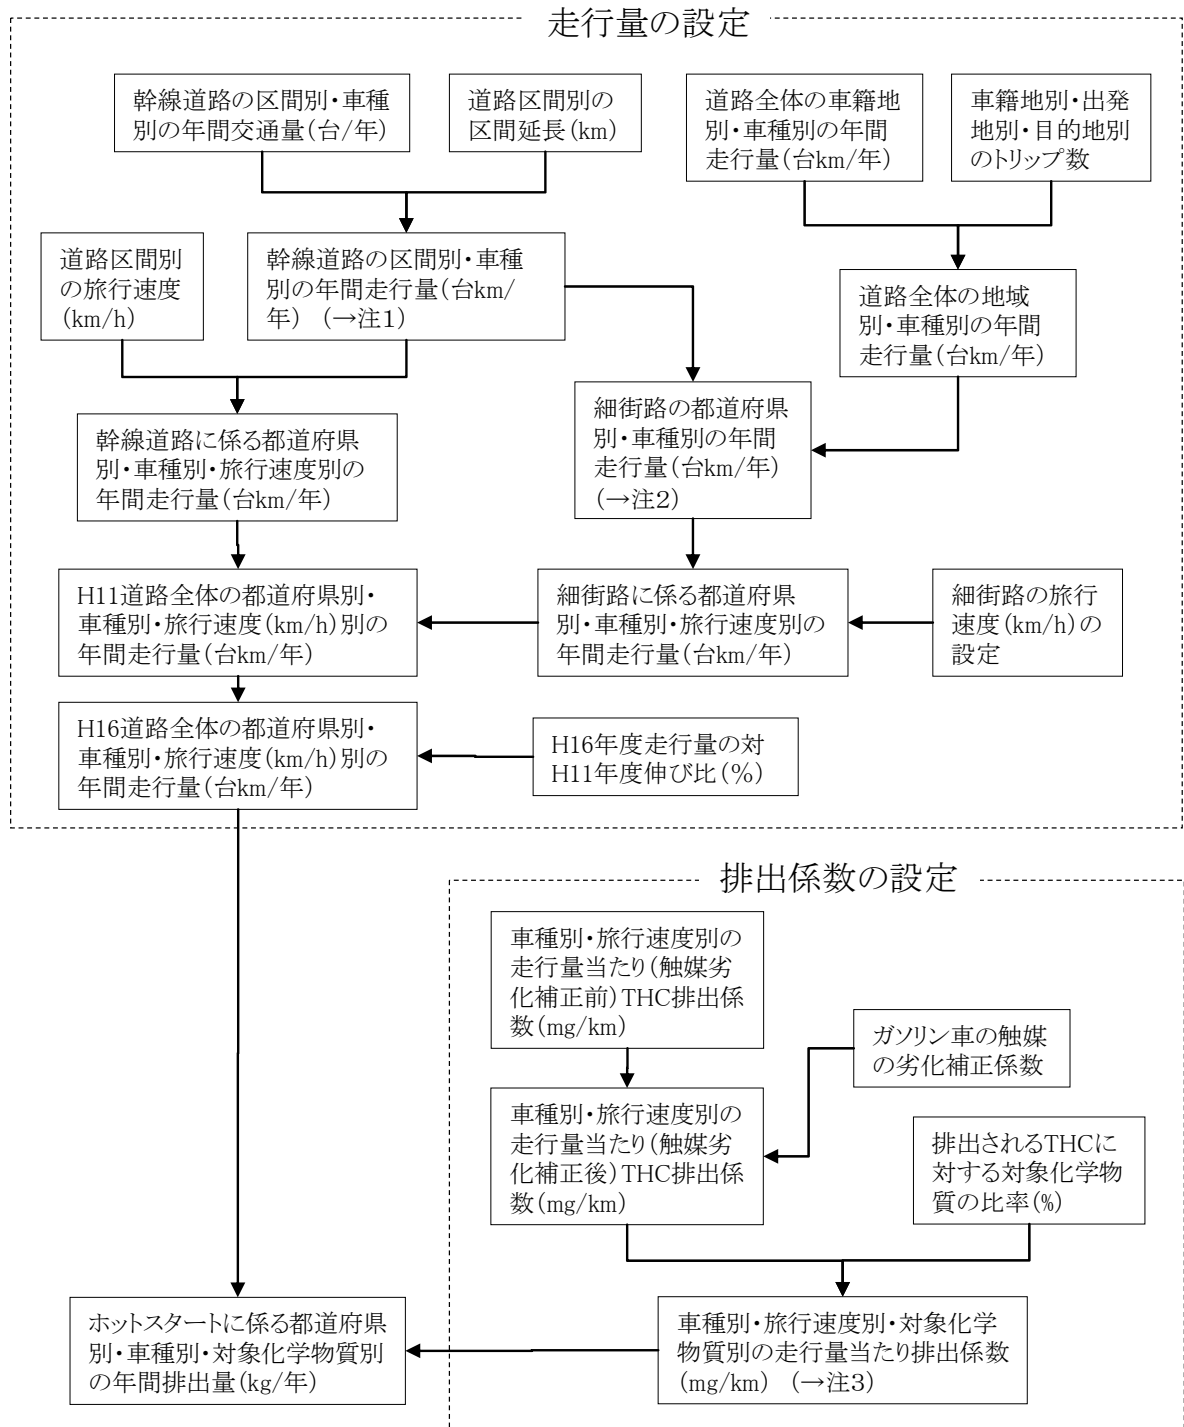 走行量の設定
幹線道路の区間別・車種
別の年間交通量(台/年)
道路区間別の
区間延長(km)
道路全体の車籍地
別・車種別の年間
走行量(台km/年)
車籍地別・出発
地別・目的地別
のトリップ数
道路区間別
の旅行速度
(km/h)
幹線道路の区間別・車種
別の年間走行量(台km/
年) (→注1)
道路全体の地域
別・車種別の年間
走行量(台km/年)
細街路の都道府県
別・車種別の年間
走行量(台km/年)
(→注2)
幹線道路に係る都道府県
別・車種別・旅行速度別の
年間走行量(台km/年)
H11道路全体の都道府県別・
車種別・旅行速度(km/h)別の
年間走行量(台km/年)
細街路に係る都道府県
別・車種別・旅行速度別の
年間走行量(台km/年)
細街路の旅行
速度(km/h)の
設定
H16道路全体の都道府県別・
車種別・旅行速度(km/h)別の
年間走行量(台km/年)
H16年度走行量の対
H11年度伸び比(%)
排出係数の設定
車種別・旅行速度別の
走行量当たり(触媒劣
化補正前)THC排出係
数(mg/km)
ガソリン車の触媒
の劣化補正係数
車種別・旅行速度別の
走行量当たり(触媒劣
化補正後)THC排出係
数(mg/km)
排出されるTHCに
対する対象化学物
質の比率(%)
ホットスタートに係る都道府県
別・車種別・対象化学物質別
の年間排出量(kg/年)
車種別・旅行速度別・対象化学
物質別の走行量当たり排出係数
(mg/km) (→注3)